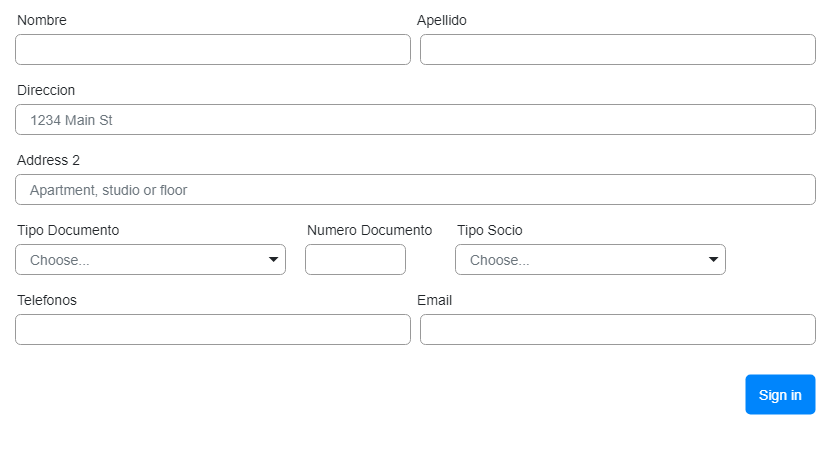 Nombre Apellido
Direccion
1234 Main St
Address 2
Apartment, studio or floor
Tipo Documento Numero Documento Tipo Socio
Choose... Choose...
Telefonos Email
Sign in